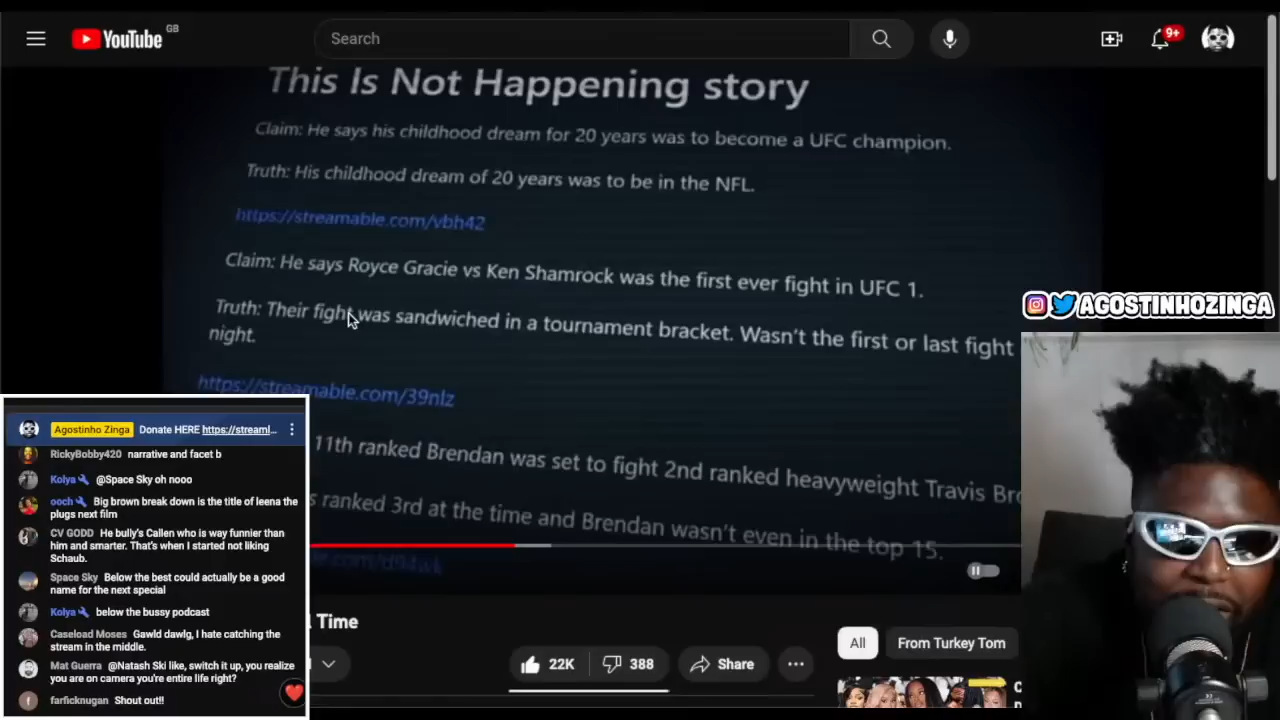 YouTube GB
Search
9+
This Is Not Happening story
Claim: He says his childhood dream for 20 years was to become a UFC champion.
Truth: His childhood dream of 20 years was to be in the NFL.
https://streamable.com/vbh42
Claim: He says Royce Gracie vs Ken Shamrock was the first ever fight in UFC 1.
Truth: Their fight was sandwiched in a tournament bracket. Wasn't the first or last fight
night.
https://streamable.com/39nlz
11th ranked Brendan was set to fight 2nd ranked heavyweight Travis Bro
s ranked 3rd at the time and Brendan wasn't even in the top 15.
AGOSTINHOZINGA
Agostinho Zinga Donate HERE https://streaml...
RickyBobby420 narrative and facet b
Kolya @Space Sky oh nooo
ooch Big brown break down is the title of leena the
plugs next film
CV GODD He bully's Callen who is way funnier than
him and smarter. That's when I started not liking
Schaub.
Space Sky Below the best could actually be a good
name for the next special
Kolya below the bussy podcast
Caseload Moses Gawld dawlg, I hate catching the
stream in the middle.
Mat Guerra @Natash Ski like, switch it up, you realize
you are on camera you're entire life right?
farficknugan Shout out!!
Time
22K
388
Share
All
From Turkey Tom